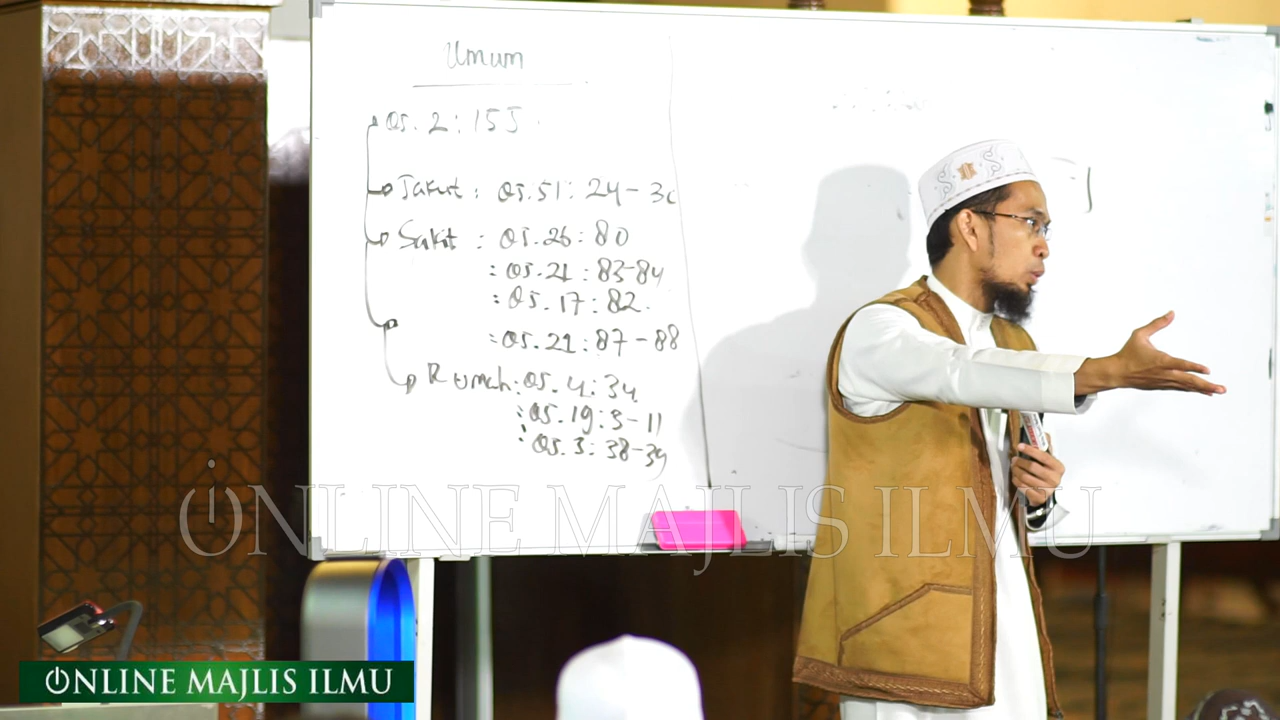 Umum
QS. 2 : 155
Takut : QS. 51 : 24 - 30
Sakit : QS. 26 : 80
: QS. 21 : 83-84
: QS. 17 : 82.
: QS. 21 : 87 - 88
Rumah : QS. 4 : 34
: QS. 19 : 3 - 11
: QS. 3 : 38-39
ONLINE MAJLIS ILMU
ONLINE MAJLIS ILMU